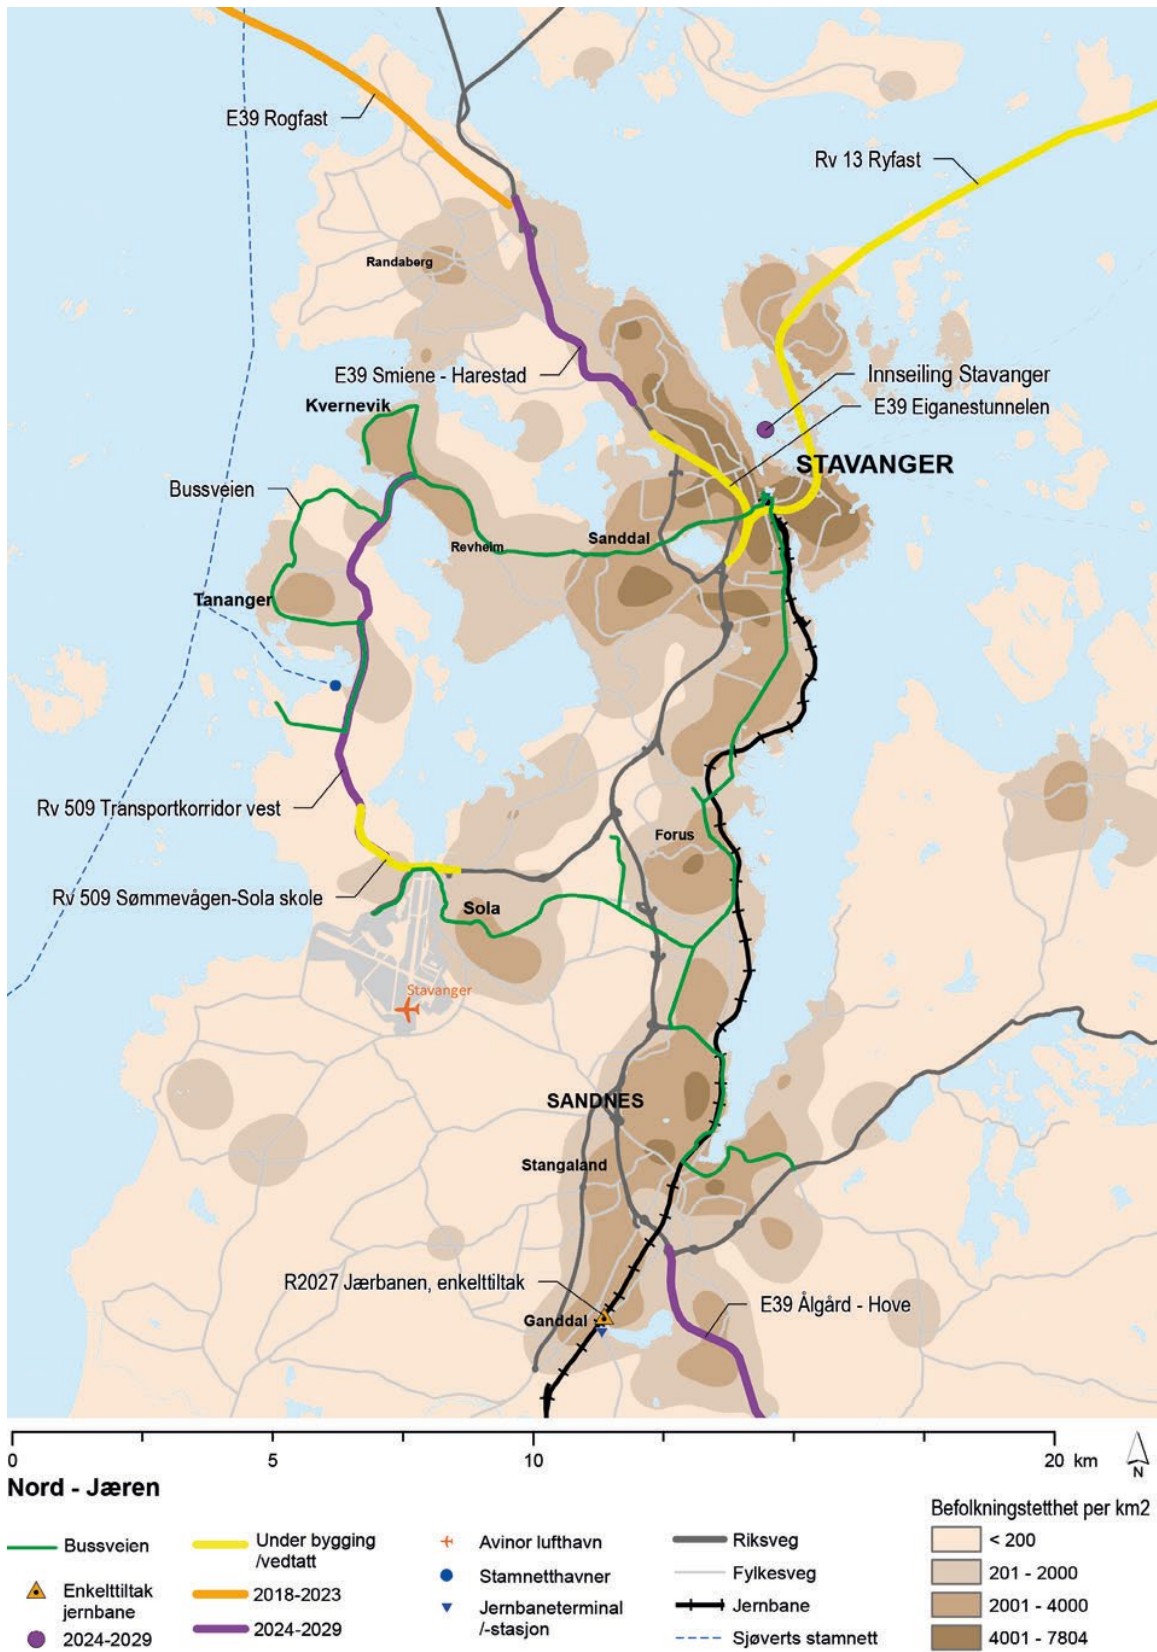 E39 Rogfast
Rv 13 Ryfast
Randaberg
E39 Smiene - Harestad
Innseiling Stavanger
Kvernevik
E39 Eiganestunnelen
STAVANGER
Bussveien
Sanddal
Revheim
Tananger
Rv 509 Transportkorridor vest
Forus
Rv 509 Sømmevågen-Sola skole
Sola
Stavanger
SANDNES
Stangaland
R2027 Jærbanen, enkelttiltak
E39 Ålgård - Hove
Ganddal
0 5 10 20 km
N
Nord - Jæren
Bussveien
Enkelttiltak
jernbane
2024-2029
Under bygging
/vedtatt
2018-2023
2024-2029
Avinor lufthavn
Stamnetthavner
Jernbaneterminal
/-stasjon
Riksveg
Fylkesveg
Jernbane
Sjøverts stamnett
Befolkningstetthet per km2
< 200
201 - 2000
2001 - 4000
4001 - 7804